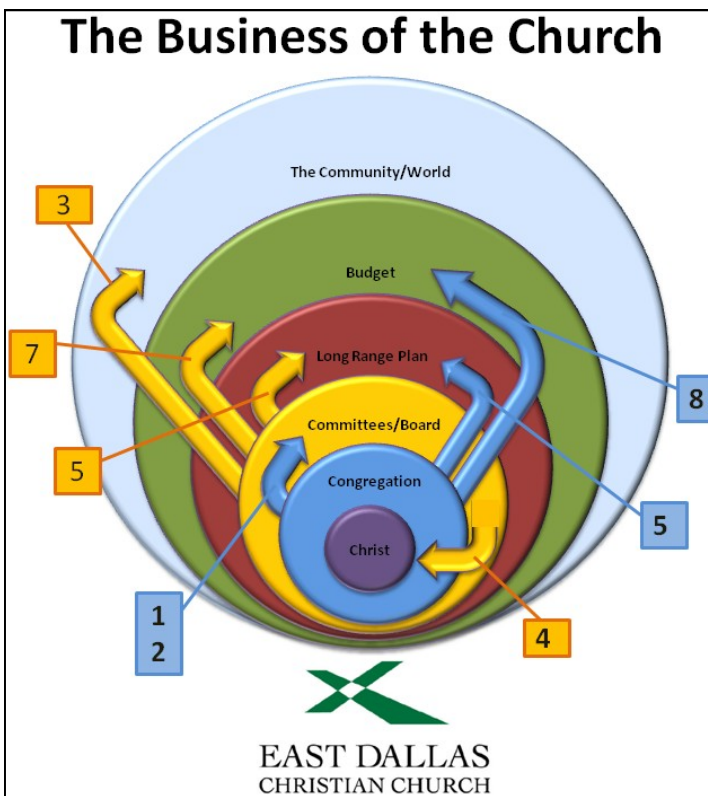 The Business of the Church
The Community/World
3
Budget
7
Long Range Plan
8
Committees/Board
5
Congregation
5
Christ
1
2
4
EAST DALLAS
CHRISTIAN CHURCH